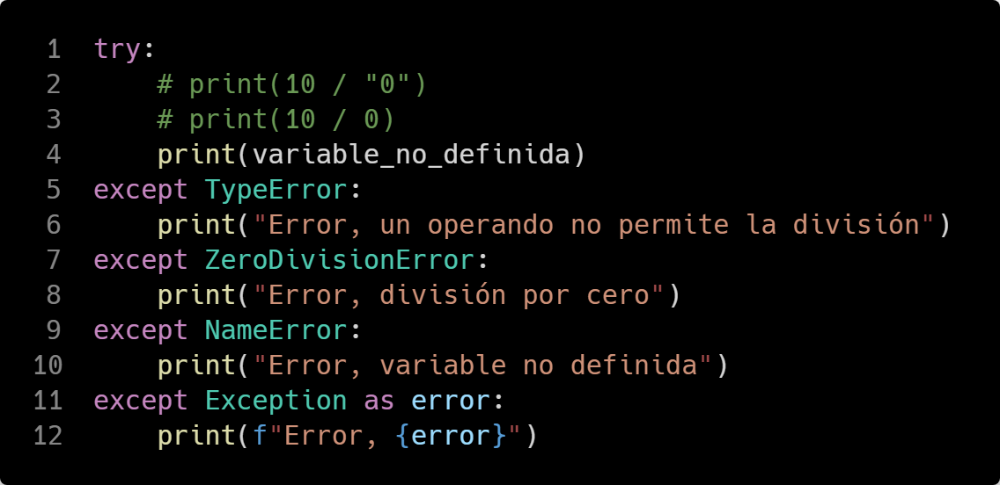 1 try:
2     # print(10 / "0")
3     # print(10 / 0)
4     print(variable_no_definida)
5 except TypeError:
6     print("Error, un operando no permite la división")
7 except ZeroDivisionError:
8     print("Error, división por cero")
9 except NameError:
10     print("Error, variable no definida")
11 except Exception as error:
12     print(f"Error, {error}")